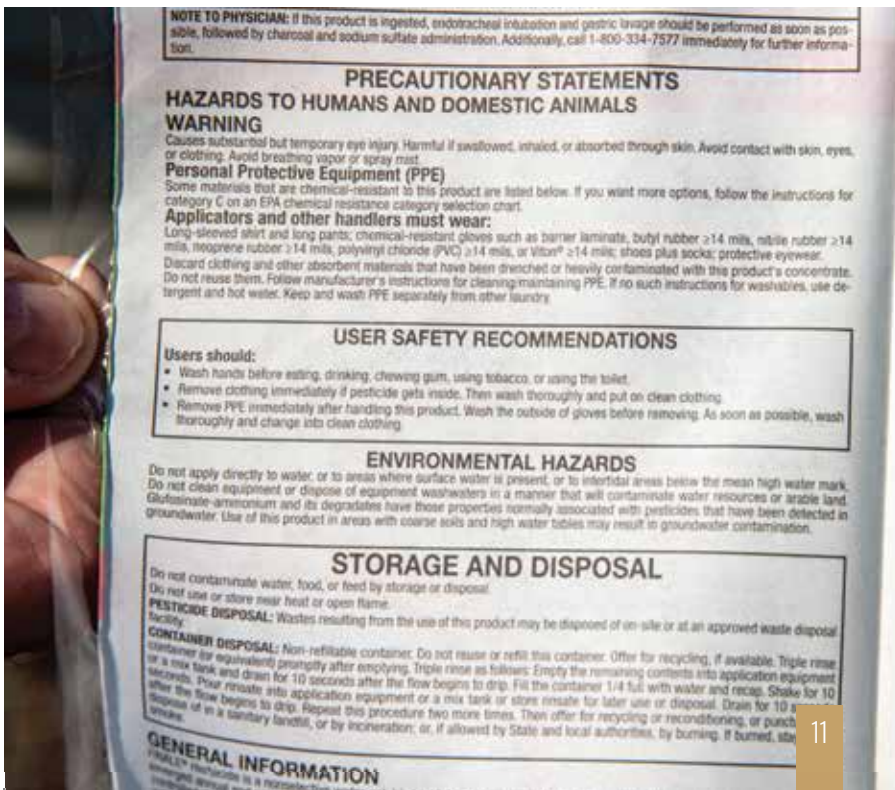 NOTE TO PHYSICIAN: If this product is ingested, endotracheal intubation and gastric lavage should be performed as soon as pos-
sible, followed by charcoal and sodium sulfate administration. Additionally, call 1-800-334-7577 immediately for further informa-
tion.
PRECAUTIONARY STATEMENTS
HAZARDS TO HUMANS AND DOMESTIC ANIMALS
WARNING
Causes substantial but temporary eye injury. Harmful if swallowed, inhaled, or absorbed through skin. Avoid contact with skin, eyes,
or clothing. Avoid breathing vapor or spray mist.
Personal Protective Equipment (PPE)
Some materials that are chemical-resistant to this product are listed below. If you want more options, follow the instructions for
category C on an EPA chemical resistance category selection chart.
Applicators and other handlers must wear:
Long-sleeved shirt and long pants; chemical-resistant gloves such as barrier laminate, butyl rubber ≥14 mils, nitrile rubber ≥14
mils, neoprene rubber ≥14 mils, polyvinyl chloride (PVC) ≥14 mils, or Viton® ≥14 mils; shoes plus socks; protective eyewear.
Discard clothing and other absorbent materials that have been drenched or heavily contaminated with this product's concentrate.
Do not reuse them. Follow manufacturer's instructions for cleaning/maintaining PPE. If no such instructions for washables, use de-
tergent and hot water. Keep and wash PPE separately from other laundry.
USER SAFETY RECOMMENDATIONS
Users should:
• Wash hands before eating, drinking, chewing gum, using tobacco, or using the toilet.
• Remove clothing immediately if pesticide gets inside. Then wash thoroughly and put on clean clothing.
• Remove PPE immediately after handling this product. Wash the outside of gloves before removing. As soon as possible, wash
thoroughly and change into clean clothing.
ENVIRONMENTAL HAZARDS
Do not apply directly to water, or to areas where surface water is present, or to intertidal areas below the mean high water mark.
Do not clean equipment or dispose of equipment washwaters in a manner that will contaminate water resources or arable land.
Glufosinate-ammonium and its degradates have those properties normally associated with pesticides that have been detected in
groundwater. Use of this product in areas with coarse soils and high water tables may result in groundwater contamination.
STORAGE AND DISPOSAL
Do not contaminate water, food, or feed by storage or disposal.
Do not use or store near heat or open flame.
PESTICIDE DISPOSAL: Wastes resulting from the use of this product may be disposed of on-site or at an approved waste disposal
facility.
CONTAINER DISPOSAL: Non-refillable container. Do not reuse or refill this container. Offer for recycling, if available. Triple rinse
container (or equivalent) promptly after emptying. Triple rinse as follows: Empty the remaining contents into application equipment
or a mix tank and drain for 10 seconds after the flow begins to drip. Fill the container 1/4 full with water and recap. Shake for 10
seconds. Pour rinsate into application equipment or a mix tank or store rinsate for later use or disposal. Drain for 10
after the flow begins to drip. Repeat this procedure two more times. Then offer for recycling or reconditioning, or
dispose of in a sanitary landfill, or by incineration; or, if allowed by State and local authorities, by burning. If burned,
smoke.
GENERAL INFORMATION
FINALE® Herbicide is a nonselective
11